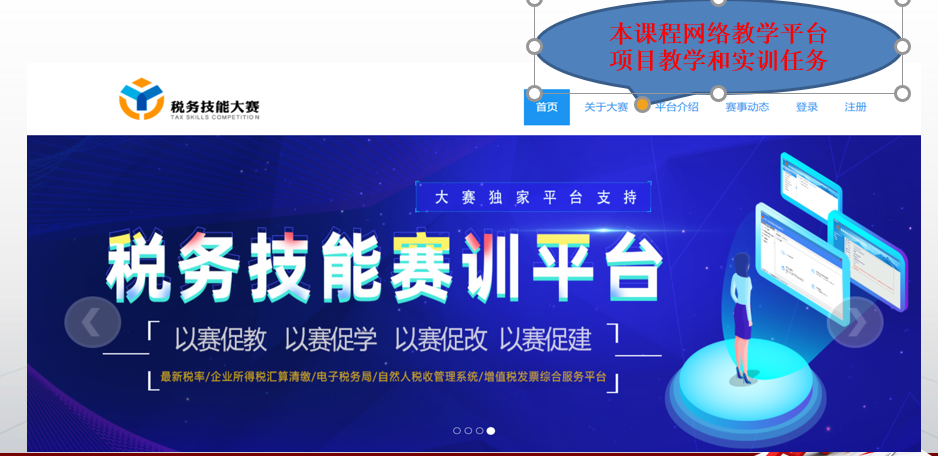 本课程网络教学平台
项目教学和实训任务
税务技能大赛
TAX SKILLS COMPETITION
首页 关于大赛 平台介绍 赛事动态 登录 注册
大赛独家平台支持
税务技能赛训平台
以赛促教 以赛促学 以赛促改 以赛促建
最新税率/企业所得税汇算清缴/电子税务局/自然人税收管理系统/增值税发票综合服务平台